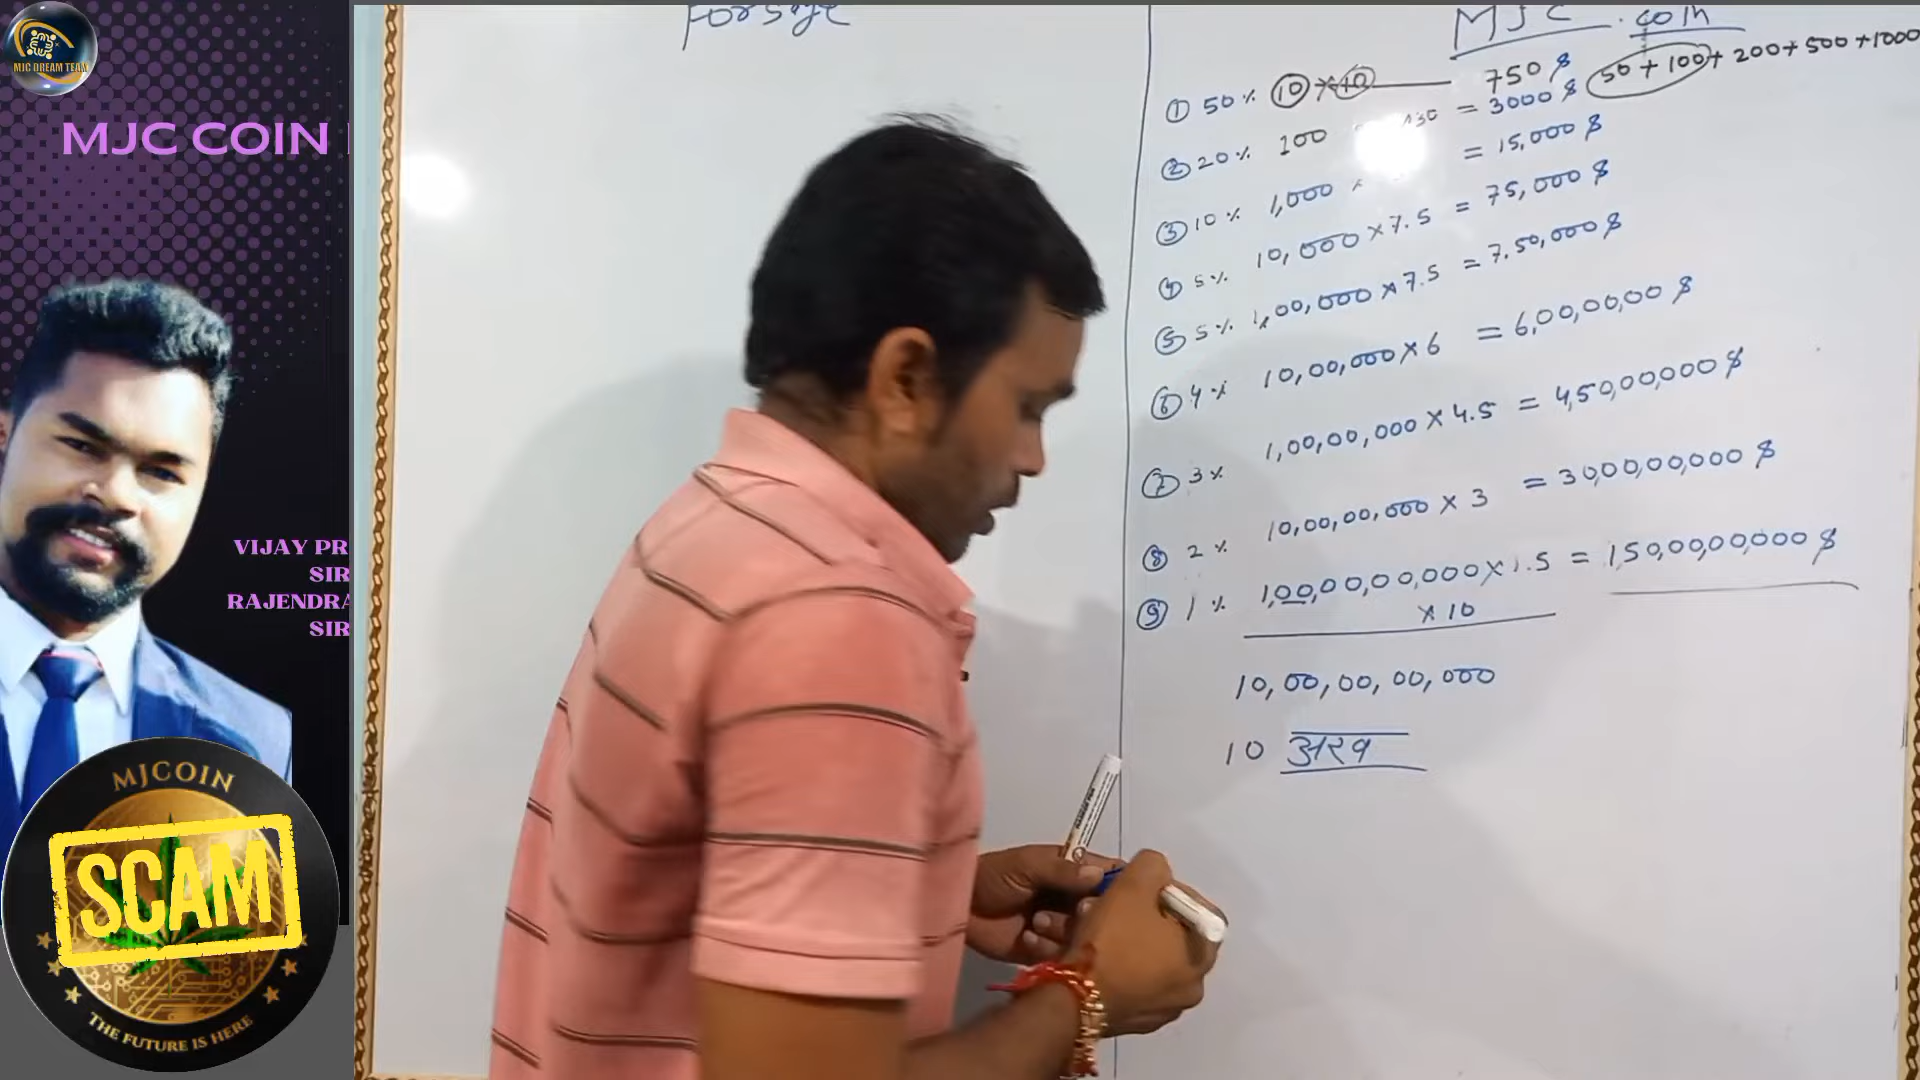 MJC DREAM TEAM
MJC COIN
VIJAY PR
SIR
RAJENDRA
SIR
MJCOIN
SCAM
THE FUTURE IS HERE
Forsage
MJC.com
① 50% 10 × 10 750 $ 50 + 100 + 200 + 500 + 1000
② 20% 100 = 3000 $
③ 10% 1,000 × = 15,000 $
④ 5% 10,000 × 7.5 = 75,000 $
⑤ 5% 1,00,000 × 7.5 = 7,50,000 $
⑥ 4% 10,00,000 × 6 = 6,00,00,00 $
⑦ 3% 1,00,00,000 × 4.5 = 4,50,00,000 $
⑧ 2% 10,00,00,000 × 3 = 30,00,00,000 $
⑨ 1% 1,00,00,00,000 × 1.5 = 1,50,00,00,000 $
× 10
10,00,00,00,000
10 अरब